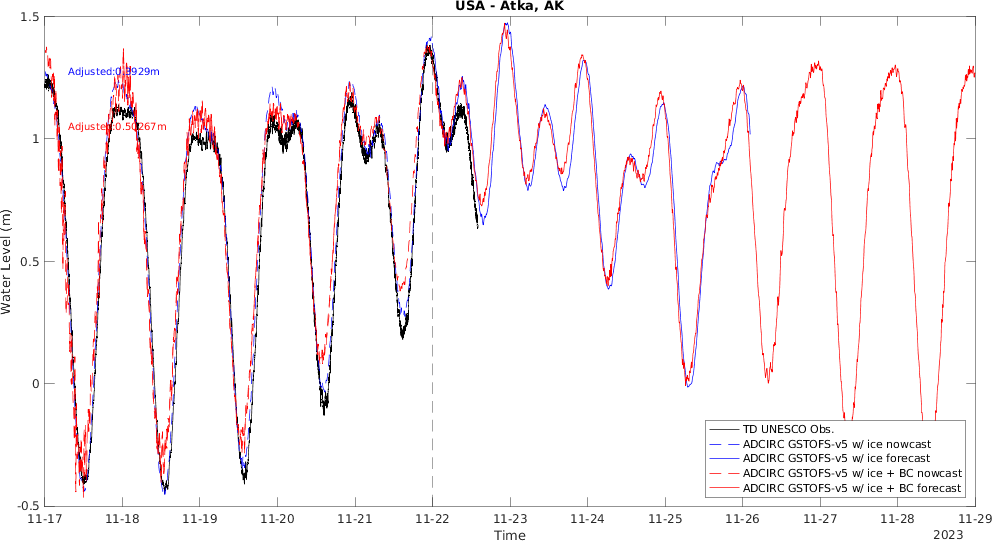 USA - Atka, AK
1.5
Adjusted:0.3929m
Adjusted:0.50267m
1
0.5
0
-0.5
Water Level (m)
TD UNESCO Obs.
ADCIRC GSTOFS-v5 w/ ice nowcast
ADCIRC GSTOFS-v5 w/ ice forecast
ADCIRC GSTOFS-v5 w/ ice + BC nowcast
ADCIRC GSTOFS-v5 w/ ice + BC forecast
11-17 11-18 11-19 11-20 11-21 11-22 11-23 11-24 11-25 11-26 11-27 11-28 11-29
Time
2023